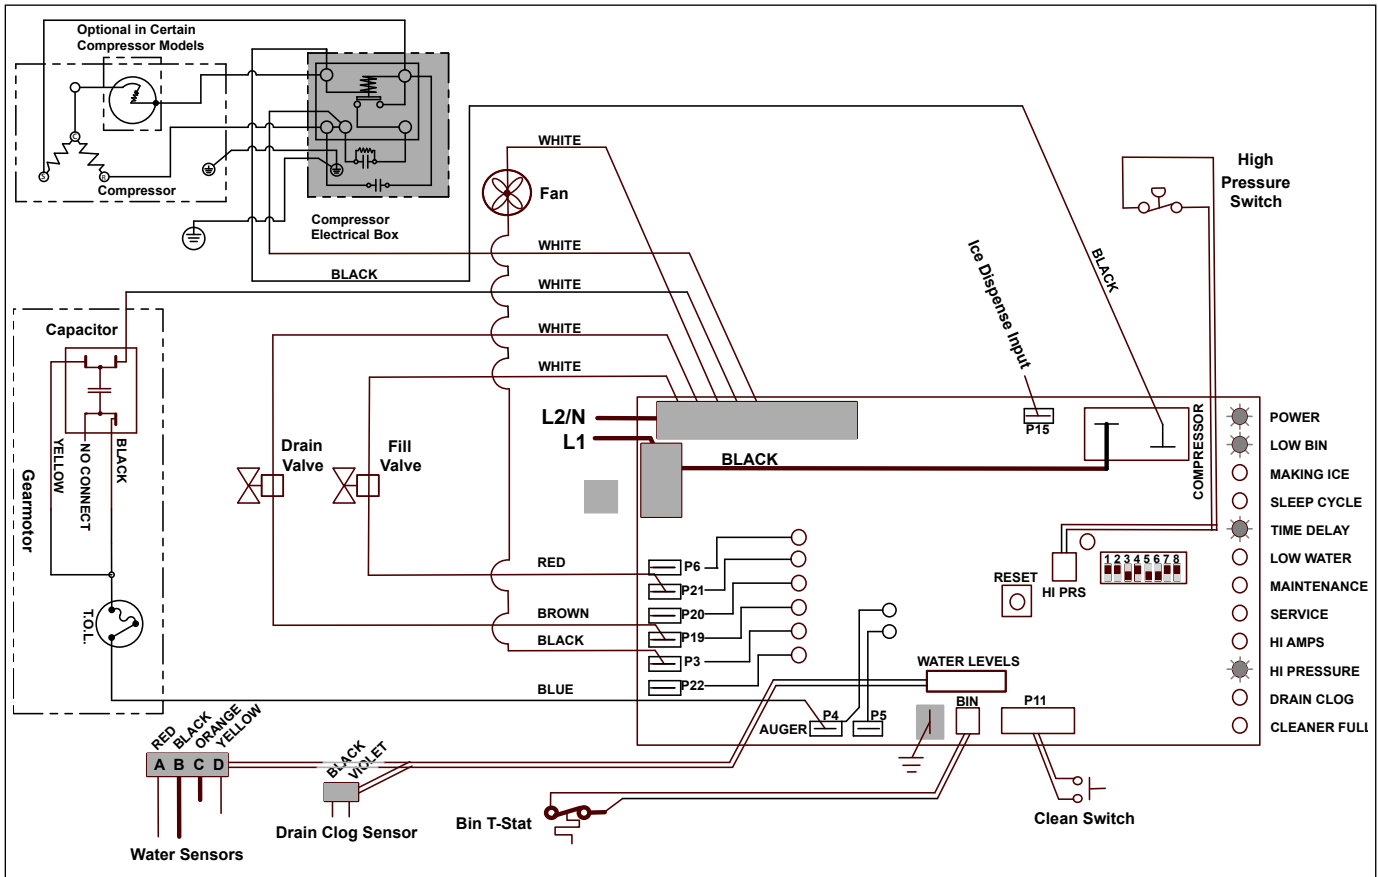 Optional in Certain
Compressor Models
C
S
R
Compressor
Compressor
Electrical Box
WHITE
Fan
WHITE
BLACK
WHITE
WHITE
WHITE
High
Pressure
Switch
BLACK
Ice Dispense Input
P15
COMPRESSOR
Capacitor
YELLOW
NO CONNECT
BLACK
Gearmotor
T.O.L.
Drain
Valve
Fill
Valve
L2/N
L1
BLACK
RED
BROWN
BLACK
BLUE
P6
P21
P20
P19
P3
P22
AUGER
P4
P5
WATER LEVELS
BIN
P11
RESET
HI PRS
1 2 3 4 5 6 7 8
POWER
LOW BIN
MAKING ICE
SLEEP CYCLE
TIME DELAY
LOW WATER
MAINTENANCE
SERVICE
HI AMPS
HI PRESSURE
DRAIN CLOG
CLEANER FULL
RED
BLACK
ORANGE
YELLOW
A B C D
Water Sensors
BLACK
VIOLET
Drain Clog Sensor
Bin T-Stat
Clean Switch